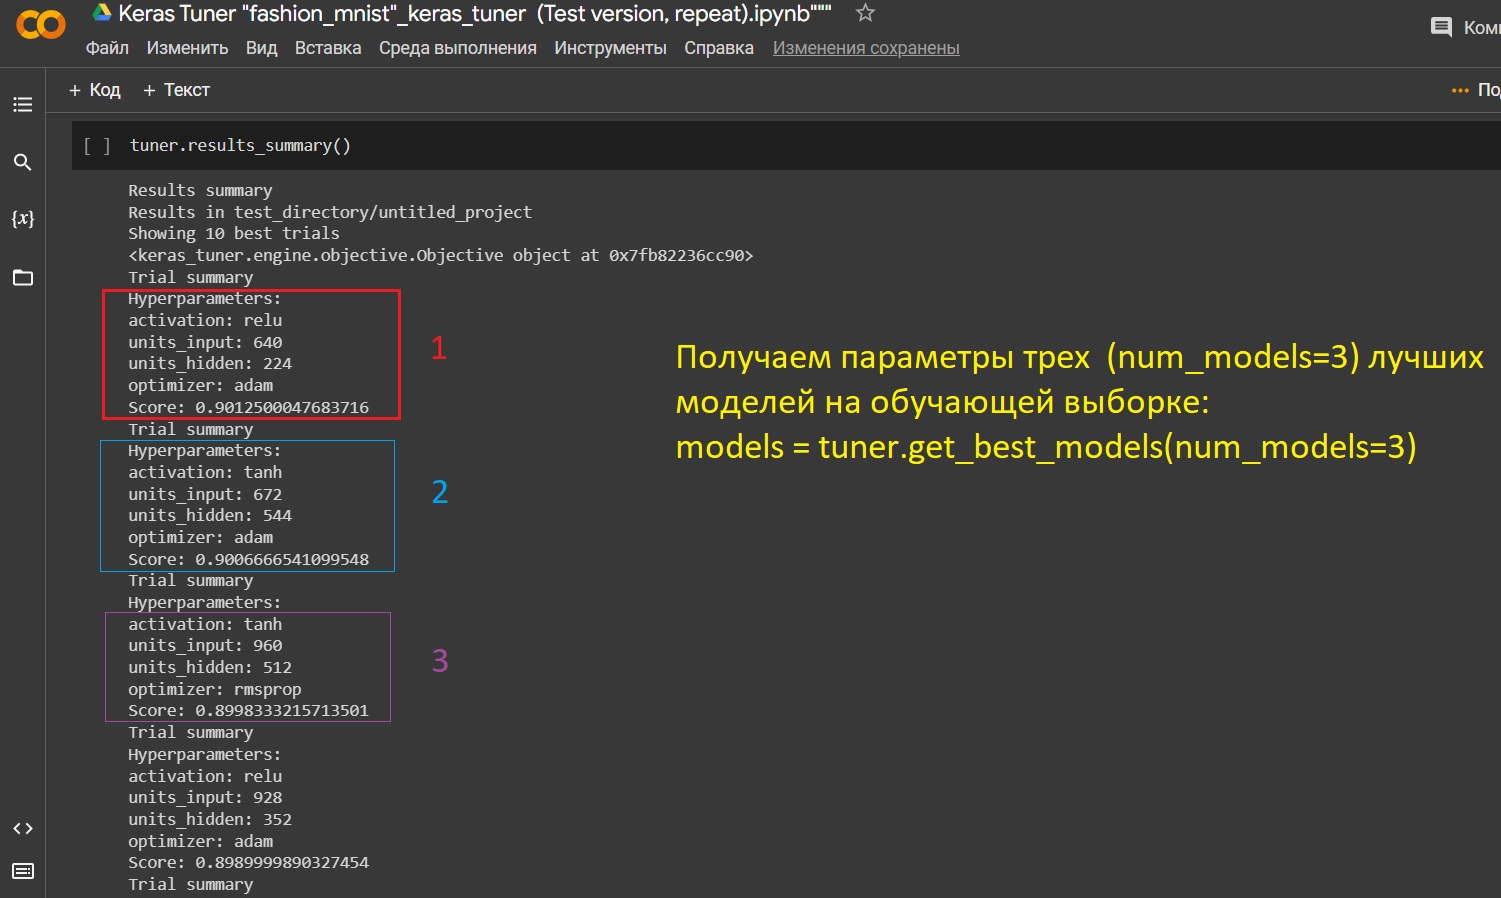 Keras Tuner "fashion_mnist"_keras_tuner (Test version, repeat).ipynb"""
Файл Изменить Вид Вставка Среда выполнения Инструменты Справка Изменения сохранены
Ком
+ Код + Текст
По
[ ] tuner.results_summary()
{x}
Results summary
Results in test_directory/untitled_project
Showing 10 best trials
<keras_tuner.engine.objective.Objective object at 0x7fb82236cc90>
Trial summary
Hyperparameters:
activation: relu
units_input: 640
units_hidden: 224
optimizer: adam
Score: 0.9012500047683716
1
Trial summary
Hyperparameters:
activation: tanh
units_input: 672
units_hidden: 544
optimizer: adam
Score: 0.9006666541099548
2
Trial summary
Hyperparameters:
activation: tanh
units_input: 960
units_hidden: 512
optimizer: rmsprop
Score: 0.8998333215713501
3
Trial summary
Hyperparameters:
activation: relu
units_input: 928
units_hidden: 352
optimizer: adam
Score: 0.8989999890327454
Trial summary
Получаем параметры трех (num_models=3) лучших
моделей на обучающей выборке:
models = tuner.get_best_models(num_models=3)